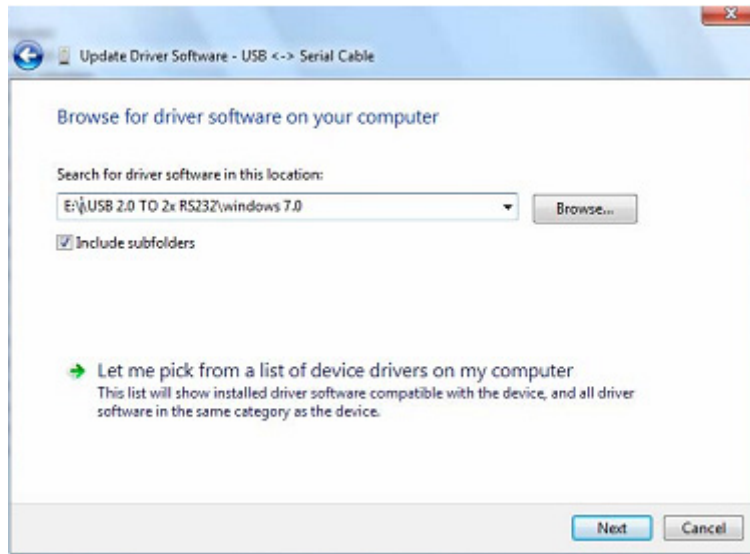 Update Driver Software - USB <-> Serial Cable
Browse for driver software on your computer
Search for driver software in this location:
E:\USB 2.0 TO 2x RS232\windows 7.0
Browse...
Include subfolders
Let me pick from a list of device drivers on my computer
This list will show installed driver software compatible with the device, and all driver
software in the same category as the device.
Next
Cancel